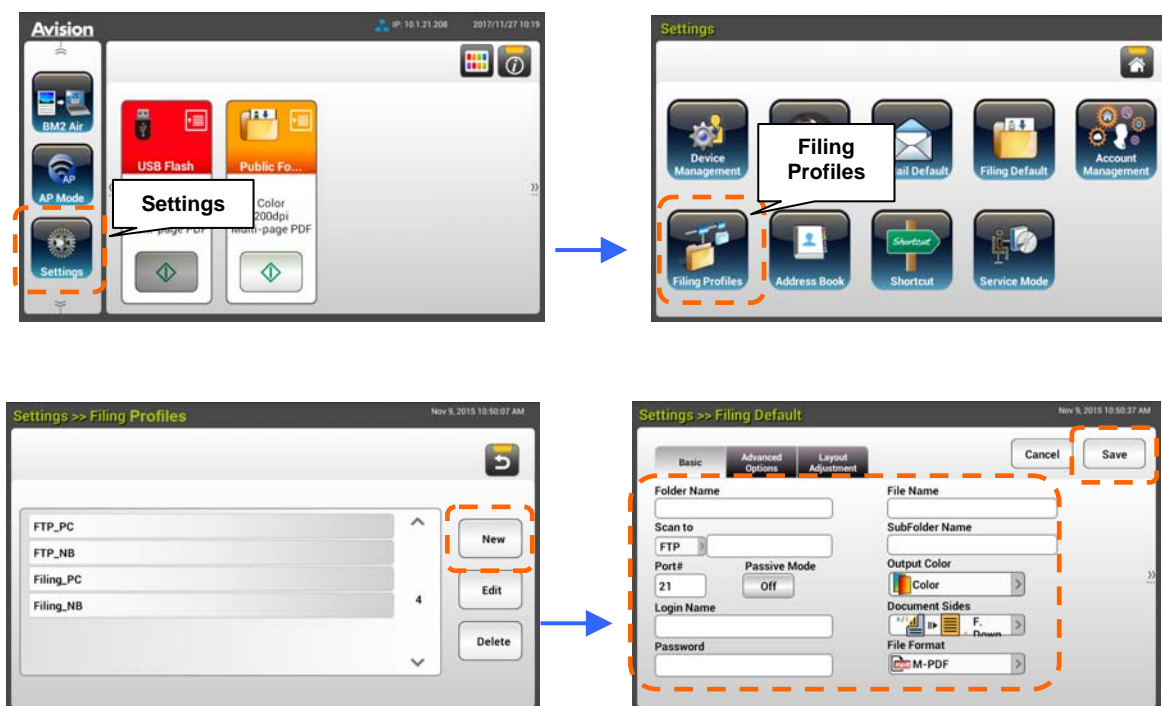 Avision
IP: 10.1.21.208
2017/11/27 10:19
BM2 Air
AP
AP Mode
Settings
USB Flash
Public Fo...
Settings
Color
200dpi
Multi-page PDF
Settings
Device
Management
Filing
Profiles
ail Default
Filing Default
Account
Management
Filing Profiles
Address Book
Shortcut
Shortcut
Service Mode
Settings >> Filing Profiles
Nov 9, 2015 10:50:07 AM
FTP_PC
FTP_NB
Filing_PC
Filing_NB
4
New
Edit
Delete
Settings >> Filing Default
Nov 9, 2015 10:50:37 AM
Basic
Advanced
Options
Layout
Adjustment
Cancel
Save
Folder Name
Scan to
FTP
Port#
Passive Mode
21
Off
Login Name
Password
File Name
SubFolder Name
Output Color
Color
Document Sides
F.
Down
File Format
M-PDF